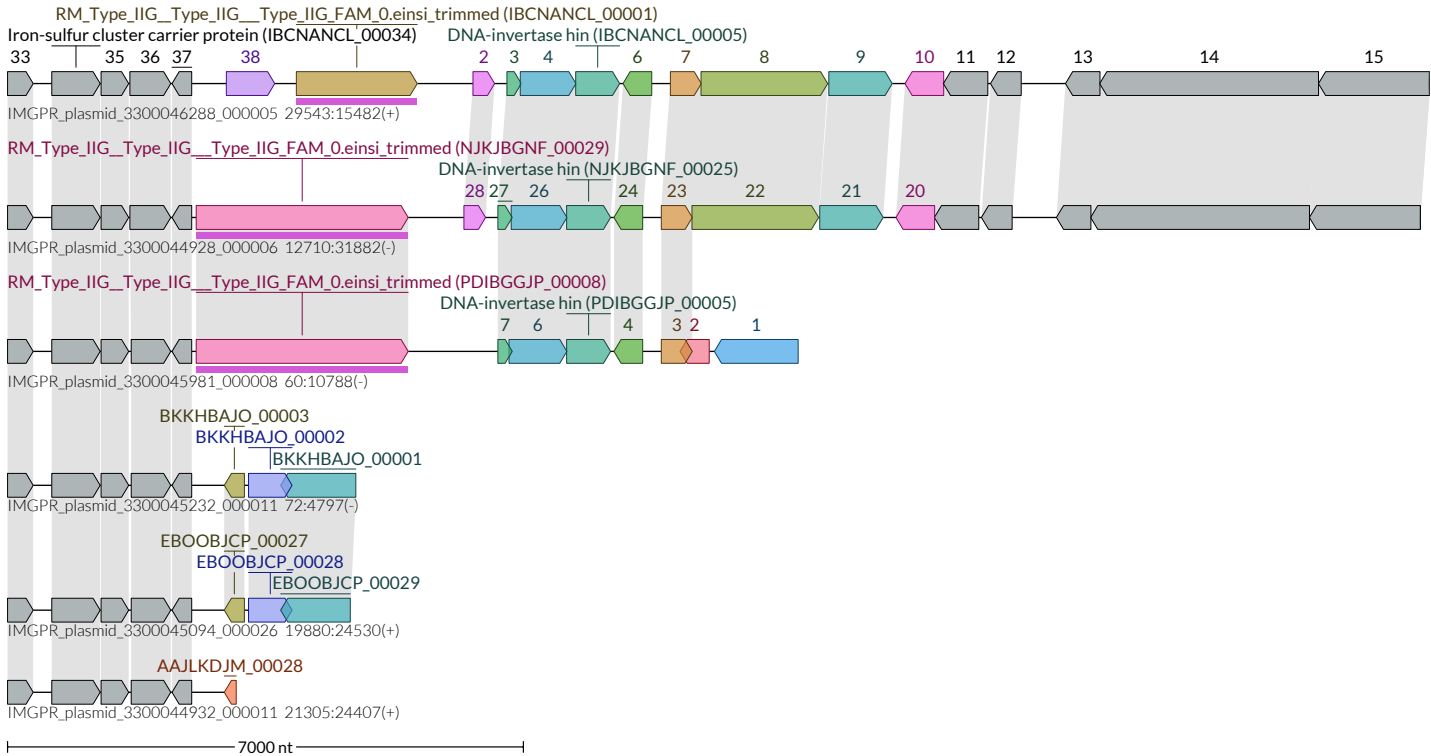 RM_Type_IIG__Type_IIG___Type_IIG_FAM_0.einsi_trimmed (IBCNANCL_00001)
Iron-sulfur cluster carrier protein (IBCNANCL_00034) DNA-invertase hin (IBCNANCL_00005)
33 35 36 37 38 2 3 4 6 7 8 9 10 11 12 13 14 15
IMGPR_plasmid_3300046288_000005 29543:15482(+)
RM_Type_IIG__Type_IIG___Type_IIG_FAM_0.einsi_trimmed (NJKJBGNF_00029)
DNA-invertase hin (NJKJBGNF_00025)
28 27 26 24 23 22 21 20
IMGPR_plasmid_3300044928_000006 12710:31882(-)
RM_Type_IIG__Type_IIG___Type_IIG_FAM_0.einsi_trimmed (PDIBGGJP_00008)
DNA-invertase hin (PDIBGGJP_00005)
7 6 4 3 2 1
IMGPR_plasmid_3300045981_000008 60:10788(-)
BKKHBAJO_00003
BKKHBAJO_00002
BKKHBAJO_00001
IMGPR_plasmid_3300045232_000011 72:4797(-)
EBOOBJCP_00027
EBOOBJCP_00028
EBOOBJCP_00029
IMGPR_plasmid_3300045094_000026 19880:24530(+)
AAJLKDJM_00028
IMGPR_plasmid_3300044932_000011 21305:24407(+)
7000 nt